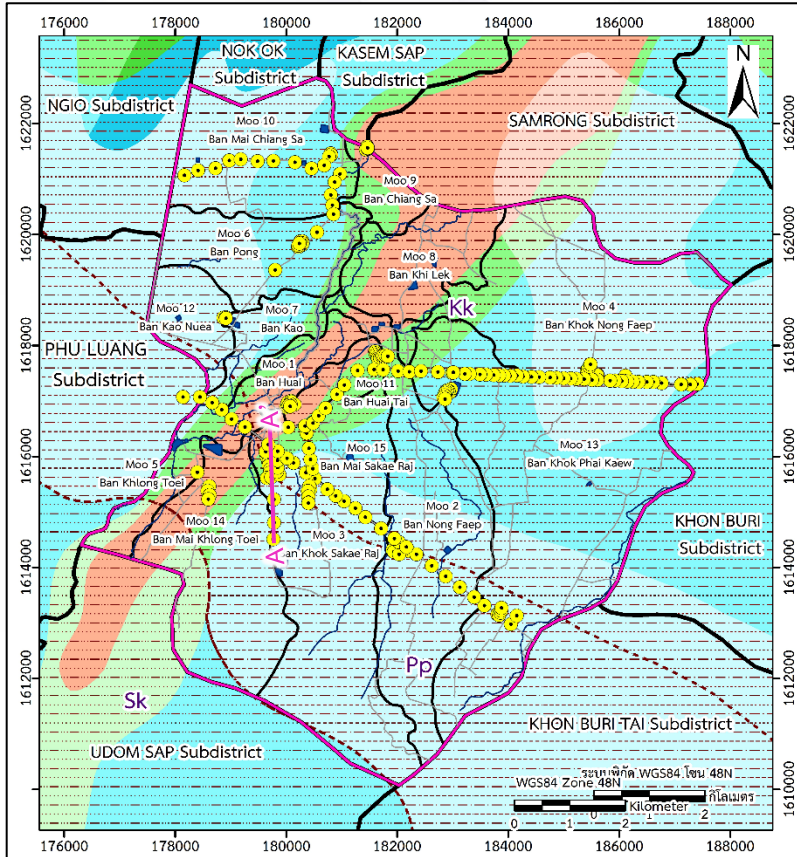 176000 178000 180000 182000 184000 186000 188000
NOK OK
Subdistrict
KASEM SAP
Subdistrict
N
NGIO Subdistrict
SAMRONG Subdistrict
Moo 10
Ban Mai Chiang Sa
Moo 9
Ban Chiang Sa
Moo 6
Ban Pong
Moo 8
Ban Khi Lek
Moo 12
Ban Kao Nuea
Moo 7
Ban Kao
Kk
Moo 4
Ban Khok Nong Faep
PHU LUANG
Subdistrict
Moo 1
Ban Huai
Moo 11
Ban Huai Tai
A'
Moo 15
Ban Mai Sakae Raj
Moo 13
Ban Khok Phai Kaew
Moo 5
Ban Khlong Toei
Moo 14
Ban Mai Khlong Toei
Moo 3
Ban Khok Sakae Raj
A
Moo 2
Ban Nong Faep
KHON BURI
Subdistrict
Pp
Sk
KHON BURI TAI Subdistrict
UDOM SAP Subdistrict
ระบบพิกัด WGS84 โซน 48N
WGS84 Zone 48N
2 1 0 2 กิโลเมตร
Kilometer
0 1 0 1 2
1622000
1620000
1618000
1616000
1614000
1612000
1610000
1622000
1620000
1618000
1616000
1614000
1612000
1610000
176000 178000 180000 182000 184000 186000 188000